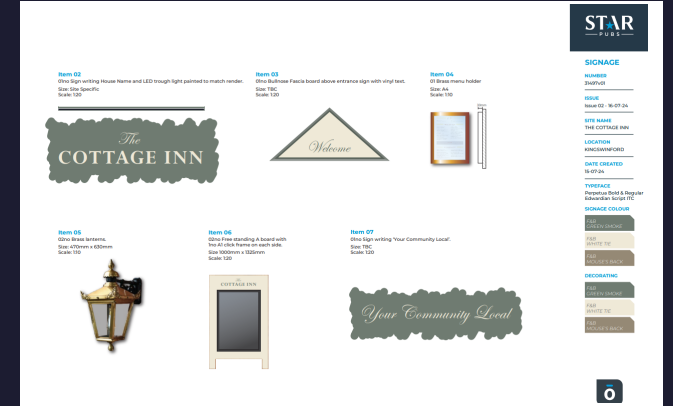 STAR
PUBS
SIGNAGE
NUMBER
31497v01
ISSUE
Issue 02 - 16-07-24
SITE NAME
THE COTTAGE INN
LOCATION
KINGSWINFORD
DATE CREATED
15-07-24
TYPEFACE
Perpetua Bold & Regular
Edwardian Script ITC
SIGNAGE COLOUR
F&B
GREEN SMOKE
F&B
WHITE TIE
F&B
MOUSE'S BACK
DECORATING
F&B
GREEN SMOKE
F&B
WHITE TIE
F&B
MOUSE'S BACK
Item 02
01no Sign writing House Name and LED trough light painted to match render.
Size: Site Specific
Scale: 1:20
The
COTTAGE INN
Item 03
01no Bullnose Fascia board above entrance sign with vinyl text.
Size: TBC
Scale: 1:20
Welcome
Item 04
01 Brass menu holder
Size: A4
Scale: 1:10
Item 05
02no Brass lanterns.
Size: 470mm x 630mm
Scale: 1:10
Item 06
02no Free standing A board with
1no A1 click frame on each side.
Size 1000mm x 1325mm
Scale: 1:20
The
COTTAGE INN
Item 07
01no Sign writing 'Your Community Local'.
Size: TBC
Scale: 1:20
Your Community Local